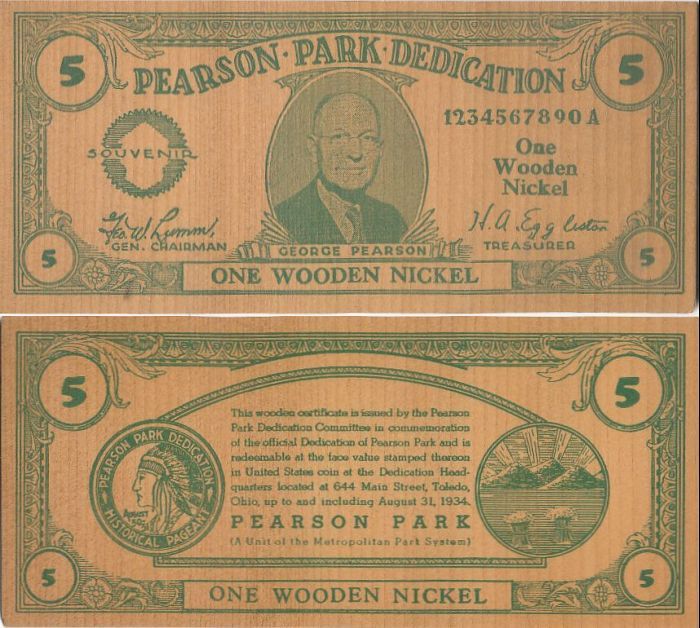 5 PEARSON·PARK·DEDICATION 5
1234567890A
SOUVENIR
One
Wooden
Nickel
Geo. W. Lumm,
GEN. CHAIRMAN
H. A. Eggleston
TREASURER
GEORGE PEARSON
5 ONE WOODEN NICKEL 5
5 5
This wooden certificate is issued by the Pearson
Park Dedication Committee in commemoration
of the official Dedication of Pearson Park and is
redeemable at the face value stamped thereon
in United States coin at the Dedication Head-
quarters located at 644 Main Street, Toledo,
Ohio, up to and including August 31, 1934.
PEARSON PARK
(A Unit of the Metropolitan Park System)
PEARSON PARK DEDICATION
AUGUST
HISTORICAL PAGEANT
5 ONE WOODEN NICKEL 5